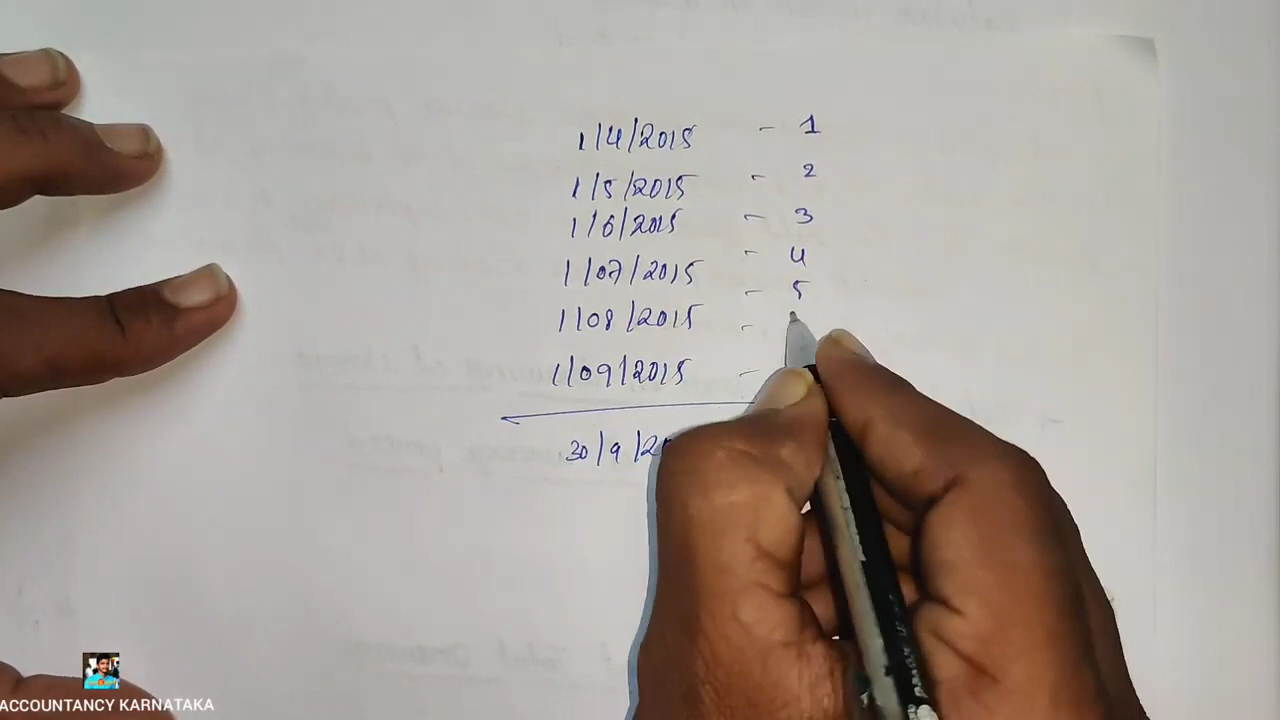 1/4/2015 - 1
1/5/2015 - 2
1/6/2015 - 3
1/07/2015 - 4
1/08/2015 - 5
1/09/2015 -
30/9/20
ACCOUNTANCY KARNATAKA